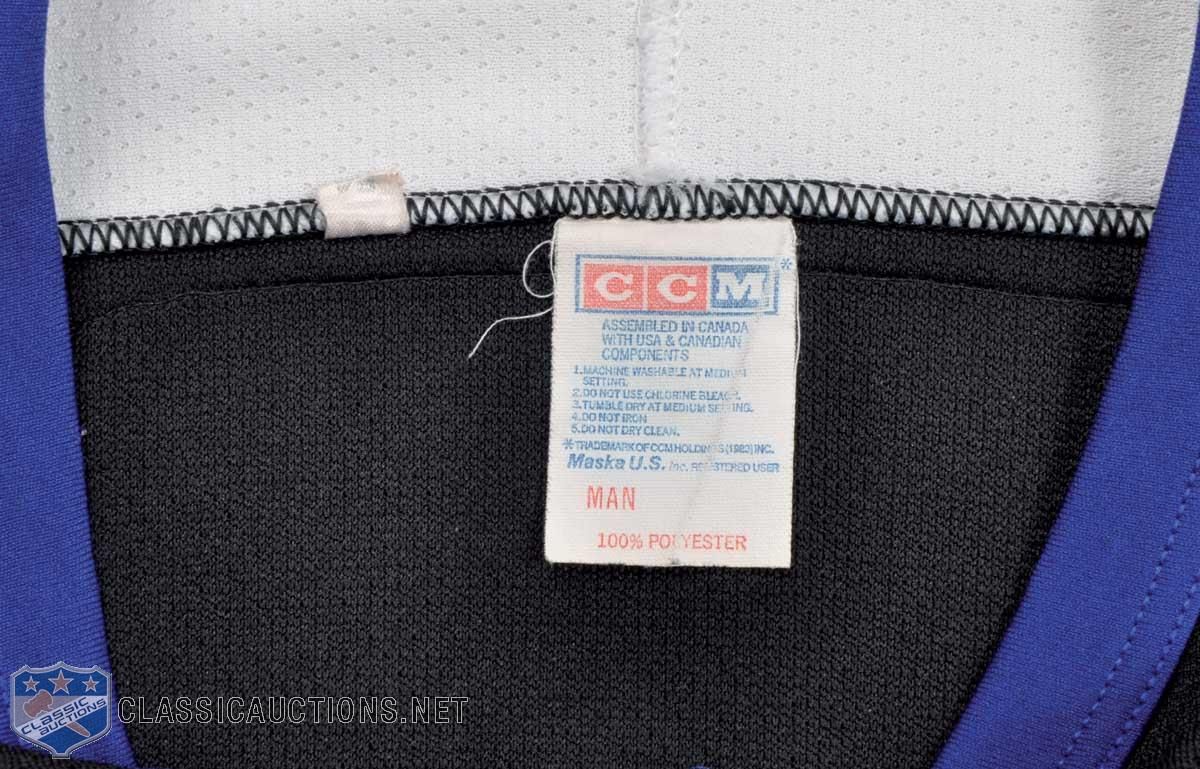 CCM*
ASSEMBLED IN CANADA
WITH USA & CANADIAN
COMPONENTS
1.MACHINE WASHABLE AT MEDIUM
SETTING.
2.DO NOT USE CHLORINE BLEACH.
3.TUMBLE DRY AT MEDIUM SETTING.
4.DO NOT IRON
5.DO NOT DRY CLEAN.
*TRADEMARK OF CCM HOLDINGS (1983) INC.
Maska U.S. Inc. REGISTERED USER
MAN
100% POLYESTER
CLASSIC
AUCTIONS
CLASSICAUCTIONS.NET